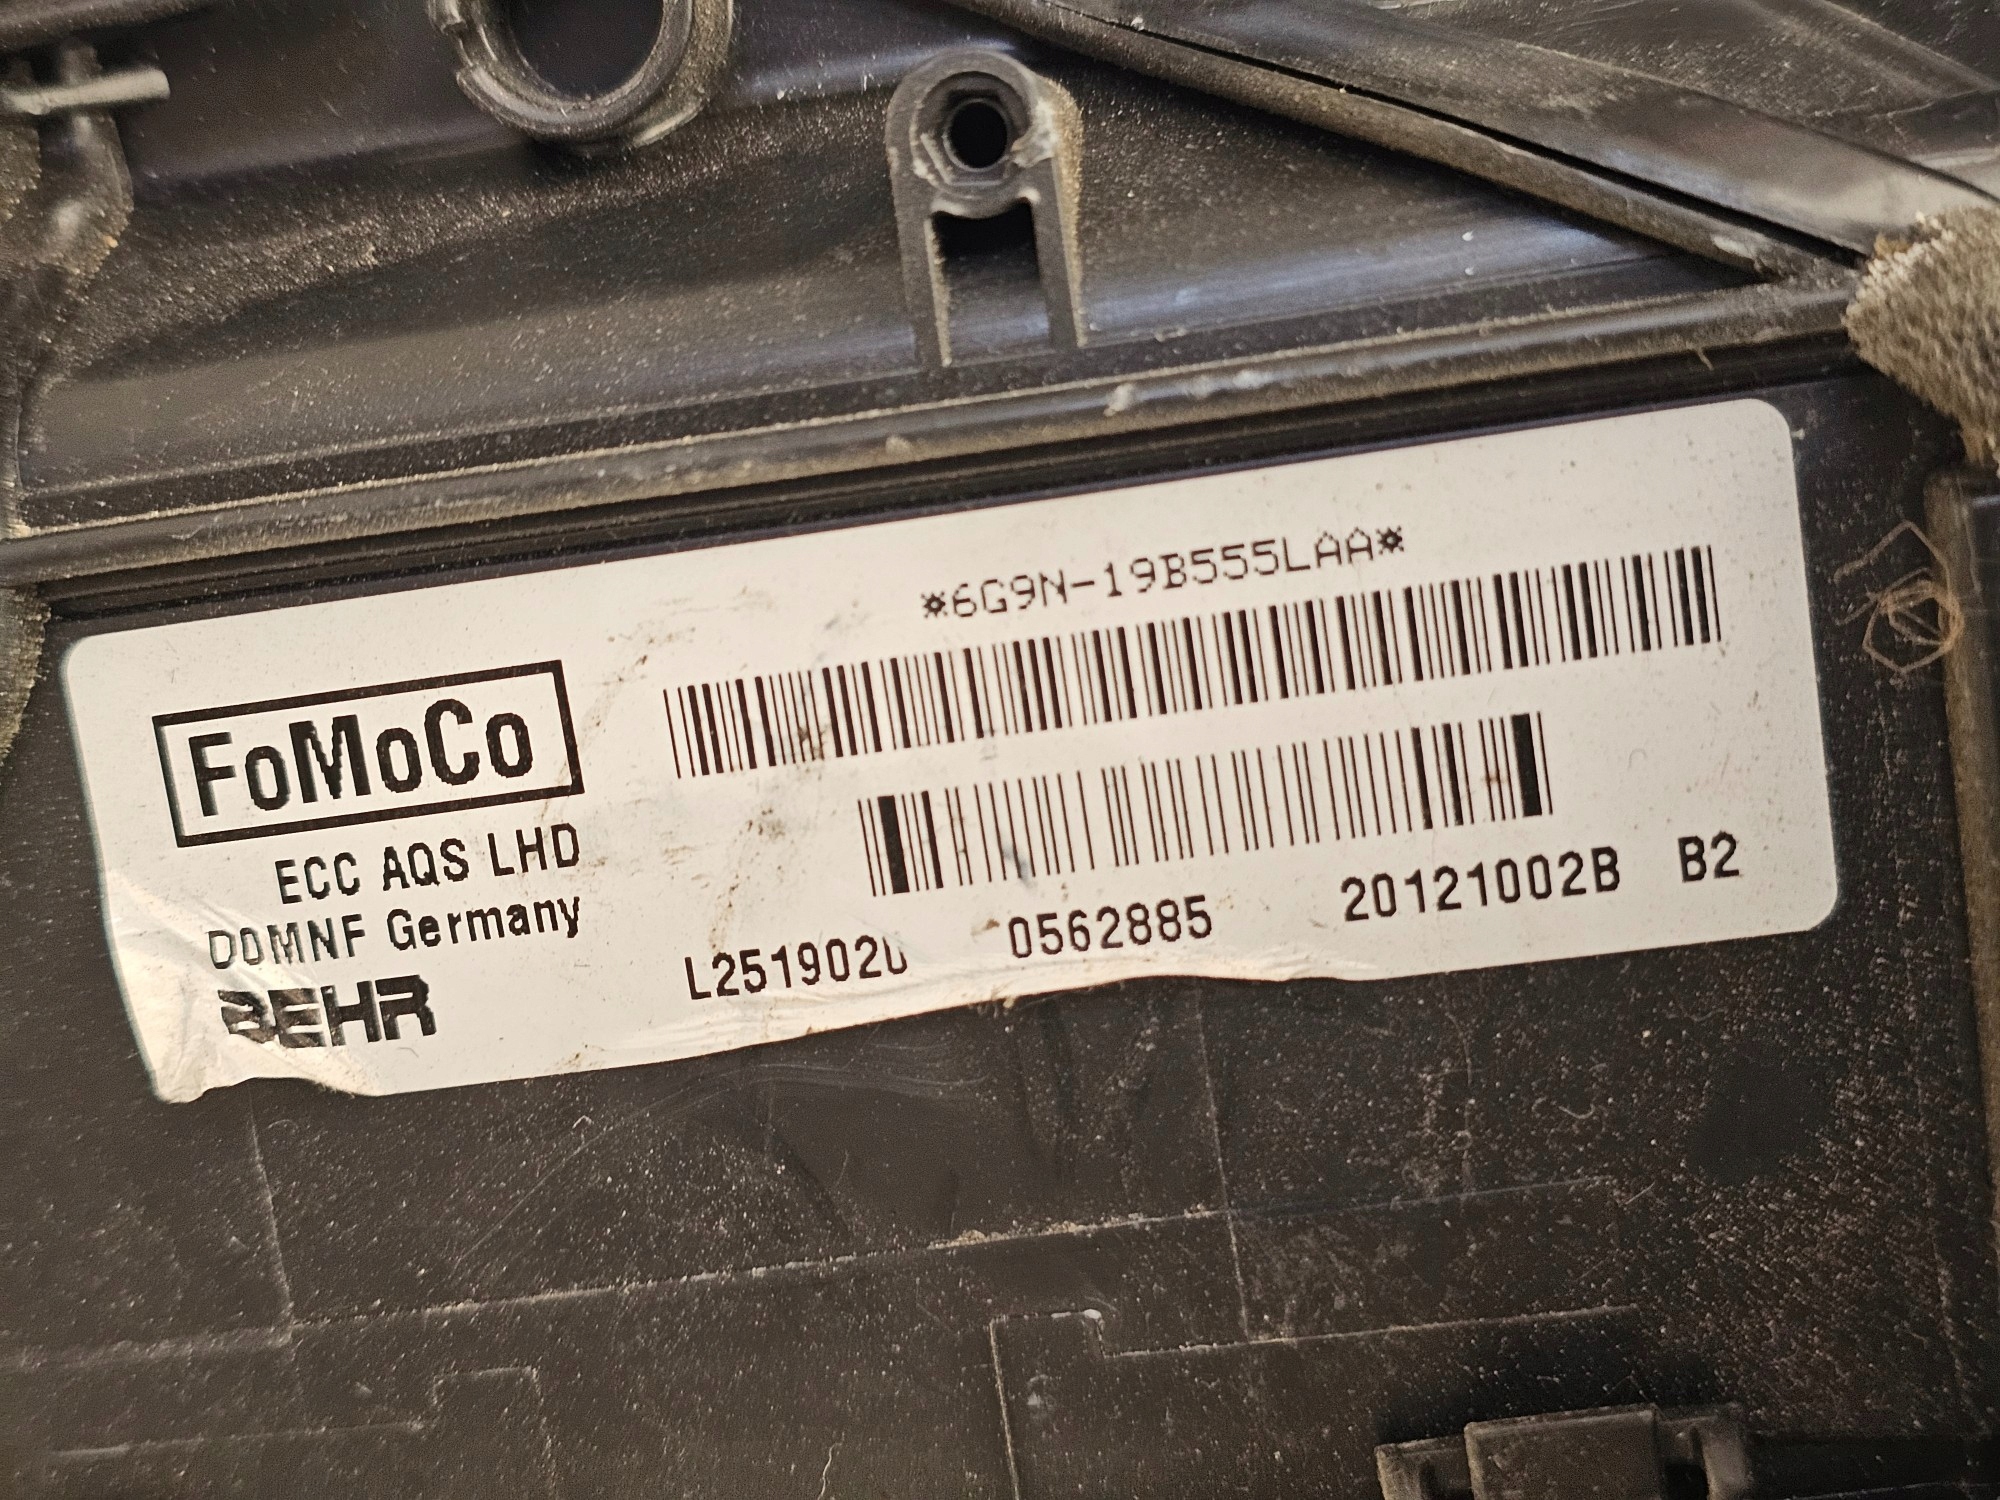 *6G9N-19B555LAA*
FoMoCo
ECC AQS LHD
DOMNF Germany
BEHR
L2519020 0562885 20121002B B2